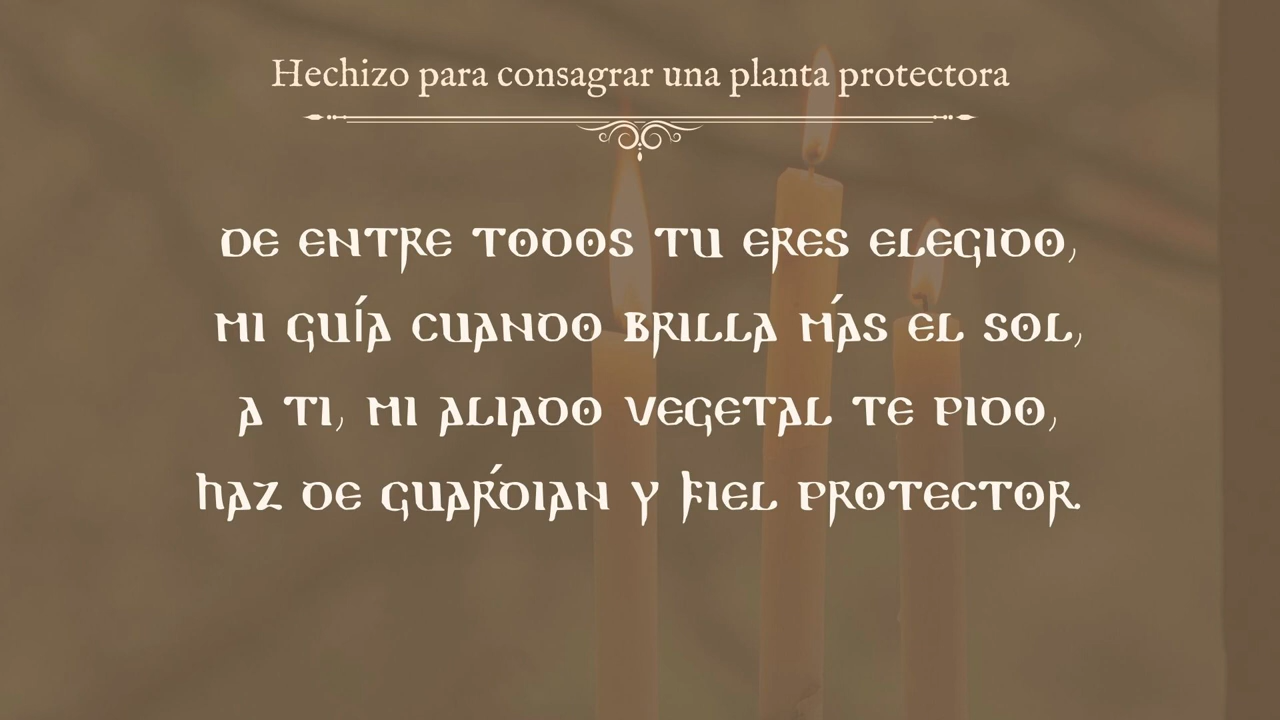 Hechizo para consagrar una planta protectora
DE ENTRE TODOS TU ERES ELEGIDO,
MI GUÍA CUANDO BRILLA MÁS EL SOL,
A TI, MI ALIADO VEGETAL TE PIDO,
HAZ DE GUAŔDIAN Y FIEL PROTECTOR.